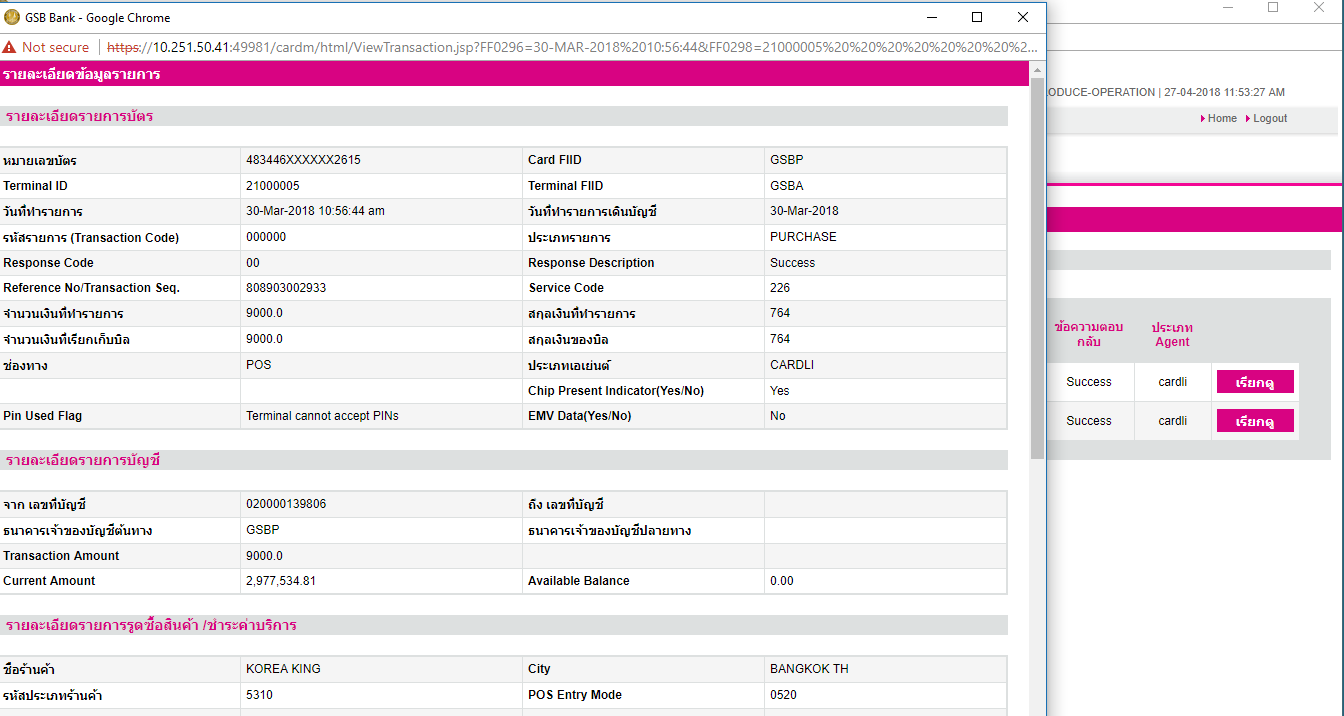 GSB Bank - Google Chrome
Not secure | https://10.251.50.41:49981/cardm/html/ViewTransaction.jsp?FF0296=30-MAR-2018%2010:56:44&FF0298=21000005%20%20%20%20%20%20%20%2...
รายละเอียดข้อมูลรายการ
รายละเอียดรายการบัตร
หมายเลขบัตร 483446XXXXXX2615 Card FIID GSBP
Terminal ID 21000005 Terminal FIID GSBA
วันที่ทำรายการ 30-Mar-2018 10:56:44 am วันที่ทำรายการเดินบัญชี 30-Mar-2018
รหัสรายการ (Transaction Code) 000000 ประเภทรายการ PURCHASE
Response Code 00 Response Description Success
Reference No/Transaction Seq. 808903002933 Service Code 226
จำนวนเงินที่ทำรายการ 9000.0 สกุลเงินที่ทำรายการ 764
จำนวนเงินที่เรียกเก็บบิล 9000.0 สกุลเงินของบิล 764
ช่องทาง POS ประเภทเอเย่นต์ CARDLI
Chip Present Indicator(Yes/No) Yes
Pin Used Flag Terminal cannot accept PINs EMV Data(Yes/No) No
รายละเอียดรายการบัญชี
จาก เลขที่บัญชี 020000139806 ถึง เลขที่บัญชี
ธนาคารเจ้าของบัญชีต้นทาง GSBP ธนาคารเจ้าของบัญชีปลายทาง
Transaction Amount 9000.0
Current Amount 2,977,534.81 Available Balance 0.00
รายละเอียดรายการรูดซื้อสินค้า /ชำระค่าบริการ
ชื่อร้านค้า KOREA KING City BANGKOK TH
รหัสประเภทร้านค้า 5310 POS Entry Mode 0520
ODUCE-OPERATION | 27-04-2018 11:53:27 AM
Home Logout
ข้อความตอบ ประเภท
กลับ Agent
Success cardli เรียกดู
Success cardli เรียกดู